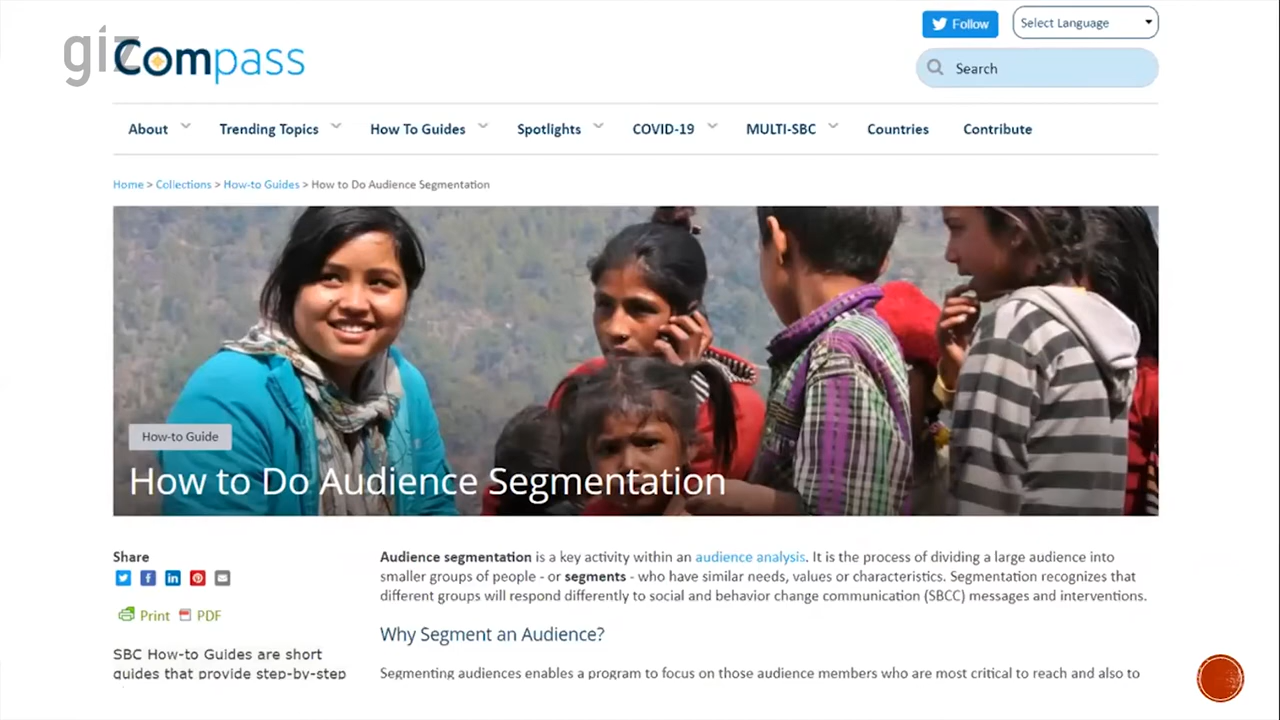 giz
Compass
Follow
Select Language
Search
About
Trending Topics
How To Guides
Spotlights
COVID-19
MULTI-SBC
Countries
Contribute
Home > Collections > How-to Guides > How to Do Audience Segmentation
How-to Guide
How to Do Audience Segmentation
Share
Print PDF
SBC How-to Guides are short
guides that provide step-by-step
Audience segmentation is a key activity within an audience analysis. It is the process of dividing a large audience into
smaller groups of people - or segments - who have similar needs, values or characteristics. Segmentation recognizes that
different groups will respond differently to social and behavior change communication (SBCC) messages and interventions.
Why Segment an Audience?
Segmenting audiences enables a program to focus on those audience members who are most critical to reach and also to